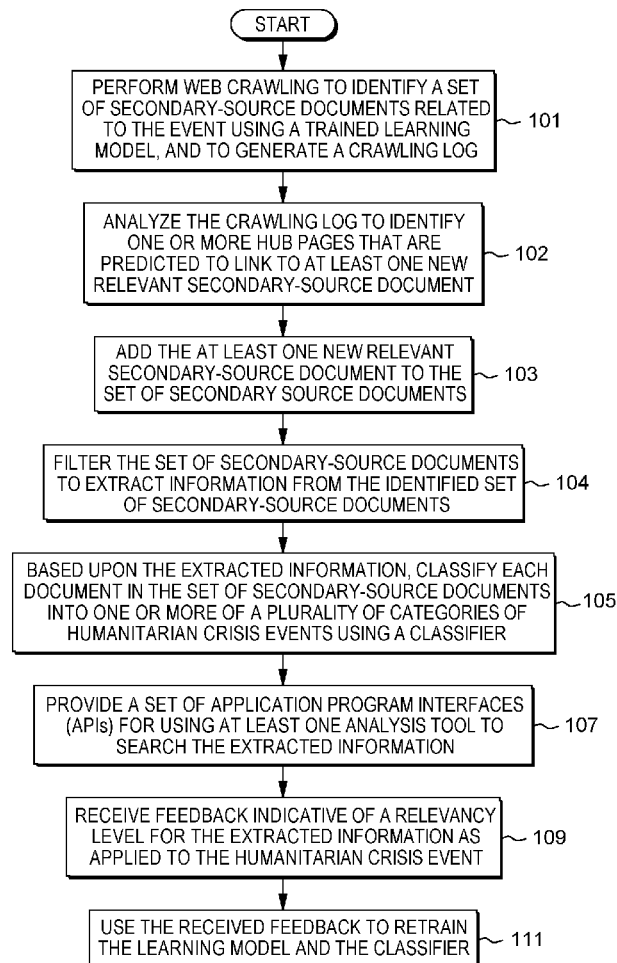 START
PERFORM WEB CRAWLING TO IDENTIFY A SET
OF SECONDARY-SOURCE DOCUMENTS RELATED
TO THE EVENT USING A TRAINED LEARNING
MODEL, AND TO GENERATE A CRAWLING LOG
101
ANALYZE THE CRAWLING LOG TO IDENTIFY
ONE OR MORE HUB PAGES THAT ARE
PREDICTED TO LINK TO AT LEAST ONE NEW
RELEVANT SECONDARY-SOURCE DOCUMENT
102
ADD THE AT LEAST ONE NEW RELEVANT
SECONDARY-SOURCE DOCUMENT TO THE
SET OF SECONDARY SOURCE DOCUMENTS
103
FILTER THE SET OF SECONDARY-SOURCE DOCUMENTS
TO EXTRACT INFORMATION FROM THE IDENTIFIED SET
OF SECONDARY-SOURCE DOCUMENTS
104
BASED UPON THE EXTRACTED INFORMATION, CLASSIFY EACH
DOCUMENT IN THE SET OF SECONDARY-SOURCE DOCUMENTS
INTO ONE OR MORE OF A PLURALITY OF CATEGORIES OF
HUMANITARIAN CRISIS EVENTS USING A CLASSIFIER
105
PROVIDE A SET OF APPLICATION PROGRAM INTERFACES
(APIs) FOR USING AT LEAST ONE ANALYSIS TOOL TO
SEARCH THE EXTRACTED INFORMATION
107
RECEIVE FEEDBACK INDICATIVE OF A RELEVANCY
LEVEL FOR THE EXTRACTED INFORMATION AS
APPLIED TO THE HUMANITARIAN CRISIS EVENT
109
USE THE RECEIVED FEEDBACK TO RETRAIN
THE LEARNING MODEL AND THE CLASSIFIER
111